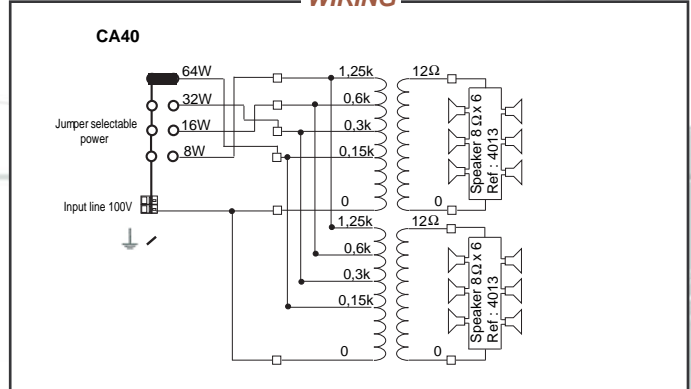 WIRING
CA40
64W
32W
16W
8W
Jumper selectable
power
Input line 100V
1,25k
0,6k
0,3k
0,15k
0
12Ω
0
Speaker 8 Ω x 6
Ref : 4013
1,25k
0,6k
0,3k
0,15k
0
12Ω
0
Speaker 8 Ω x 6
Ref : 4013